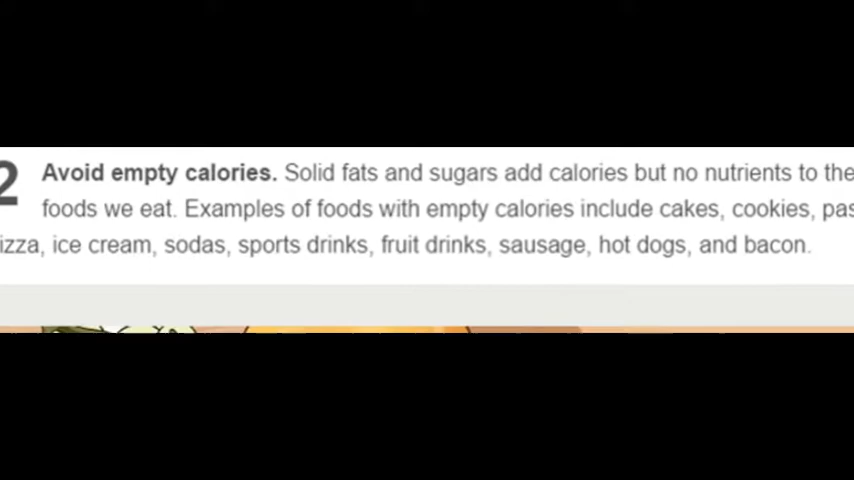 2 Avoid empty calories. Solid fats and sugars add calories but no nutrients to the
foods we eat. Examples of foods with empty calories include cakes, cookies,
ice cream, sodas, sports drinks, fruit drinks, sausage, hot dogs, and bacon.